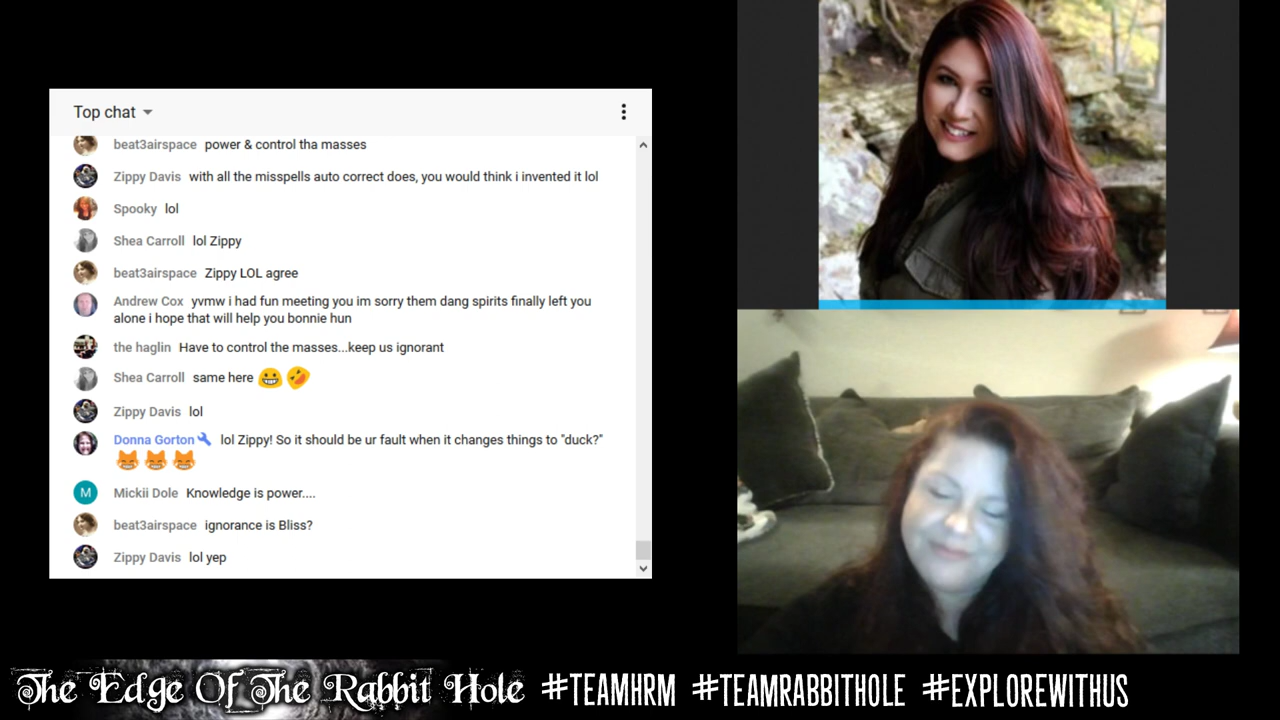 Top chat
beat3airspace power & control tha masses
Zippy Davis with all the misspells auto correct does, you would think i invented it lol
Spooky lol
Shea Carroll lol Zippy
beat3airspace Zippy LOL agree
Andrew Cox yvmw i had fun meeting you im sorry them dang spirits finally left you
alone i hope that will help you bonnie hun
the haglin Have to control the masses...keep us ignorant
Shea Carroll same here 😀 🤣
Zippy Davis lol
Donna Gorton lol Zippy! So it should be ur fault when it changes things to "duck?"
😹 😹 😹
M Mickii Dole Knowledge is power....
beat3airspace ignorance is Bliss?
Zippy Davis lol yep
The Edge Of The Rabbit Hole #TEAMHRM #TEAMRABBITHOLE #EXPLOREWITHUS